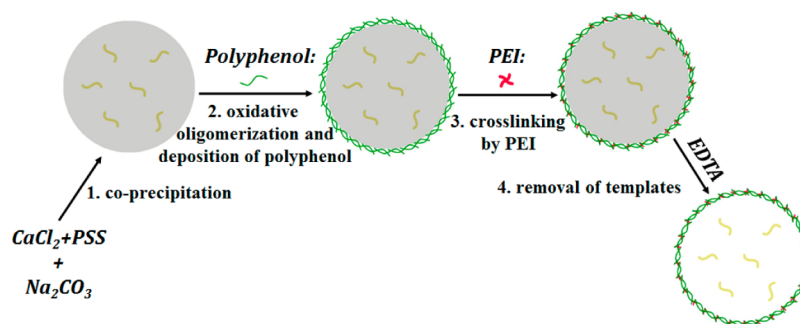 Polyphenol:
2. oxidative
oligomerization and
deposition of polyphenol
PEI:
3. crosslinking
by PEI
EDTA
4. removal of templates
1. co-precipitation
CaCl₂+PSS
+
Na₂CO₃